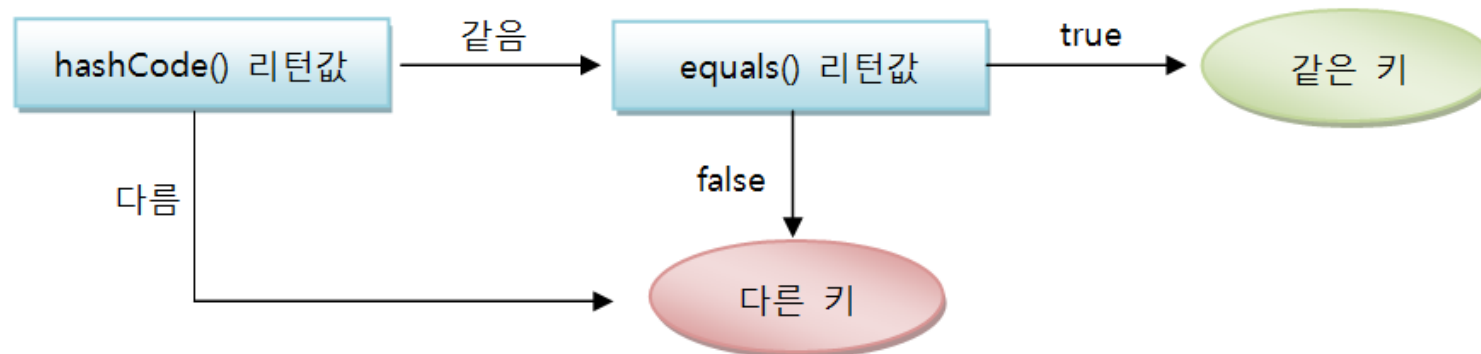 hashCode() 리턴값
같음
equals() 리턴값
true
같은 키
다름
false
다른 키